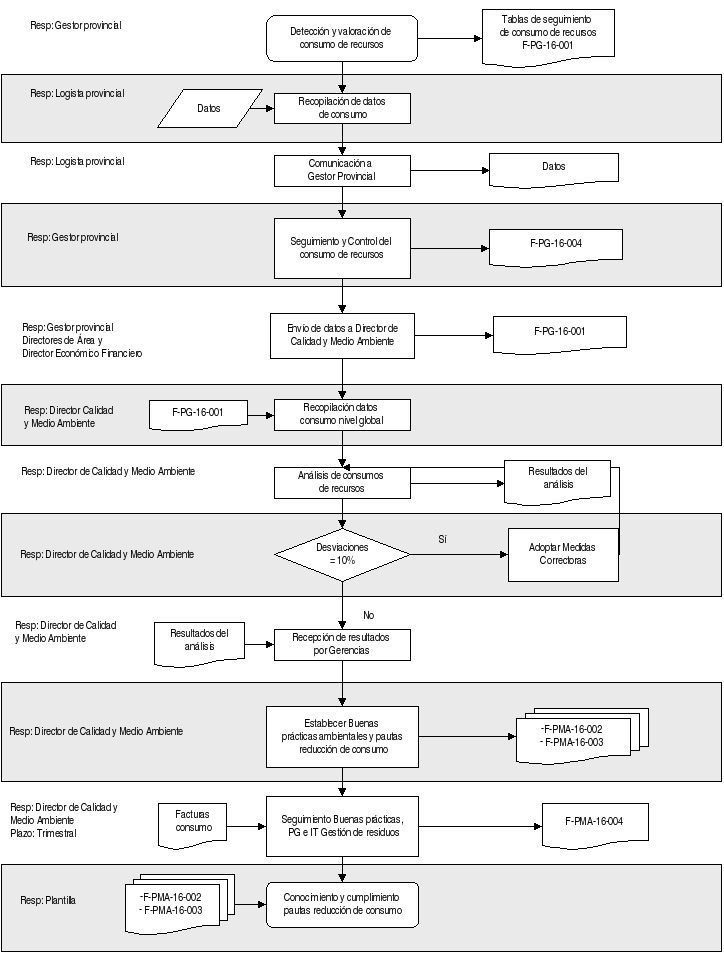 Resp: Gestor provincial
Detección y valoración de
consumo de recursos
Tablas de seguimiento
de consumo de recursos
F-PG-16-001
Resp: Logista provincial
Datos
Recopilación de datos
de consumo
Resp: Logista provincial
Comunicación a
Gestor Provincial
Datos
Resp: Gestor provincial
Seguimiento y Control del
consumo de recursos
F-PG-16-004
Resp: Gestor provincial
Directores de Área y
Director Económico Financiero
Envío de datos a Director de
Calidad y Medio Ambiente
F-PG-16-001
Resp: Director Calidad
y Medio Ambiente
F-PG-16-001
Recopilación datos
consumo nivel global
Resp: Director de Calidad y Medio Ambiente
Análisis de consumos
de recursos
Resultados del
análisis
Resp: Director de Calidad y Medio Ambiente
Desviaciones
= 10%
Sí
Adoptar Medidas
Correctoras
No
Resp: Director de Calidad
y Medio Ambiente
Resultados del
análisis
Recepción de resultados
por Gerencias
Resp: Director de Calidad y Medio Ambiente
Establecer Buenas
prácticas ambientales y pautas
reducción de consumo
-F-PMA-16-002
- F-PMA-16-003
Resp: Director de Calidad y
Medio Ambiente
Plazo: Trimestral
Facturas
consumo
Seguimiento Buenas prácticas,
PG e IT Gestión de residuos
F-PMA-16-004
Resp: Plantilla
-F-PMA-16-002
- F-PMA-16-003
Conocimiento y cumplimiento
pautas reducción de consumo